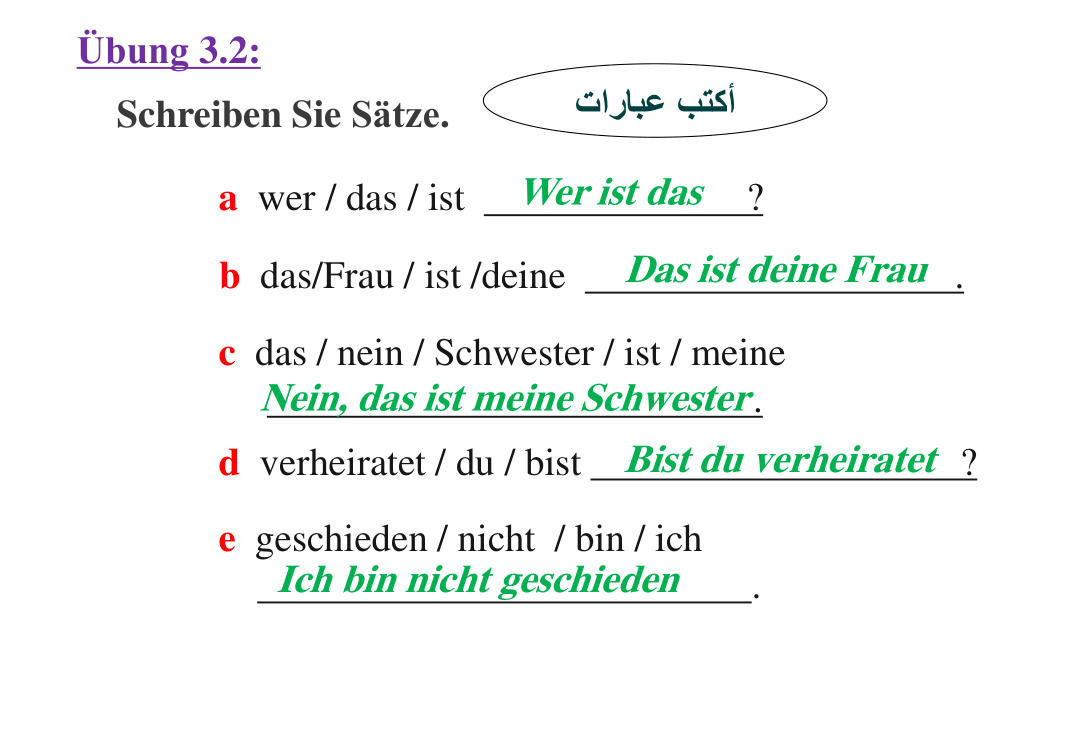 Übung 3.2:
Schreiben Sie Sätze.
أكتب عبارات
a wer / das / ist Wer ist das ?
b das/Frau / ist /deine Das ist deine Frau .
c das / nein / Schwester / ist / meine
Nein, das ist meine Schwester.
d verheiratet / du / bist Bist du verheiratet ?
e geschieden / nicht / bin / ich
Ich bin nicht geschieden .